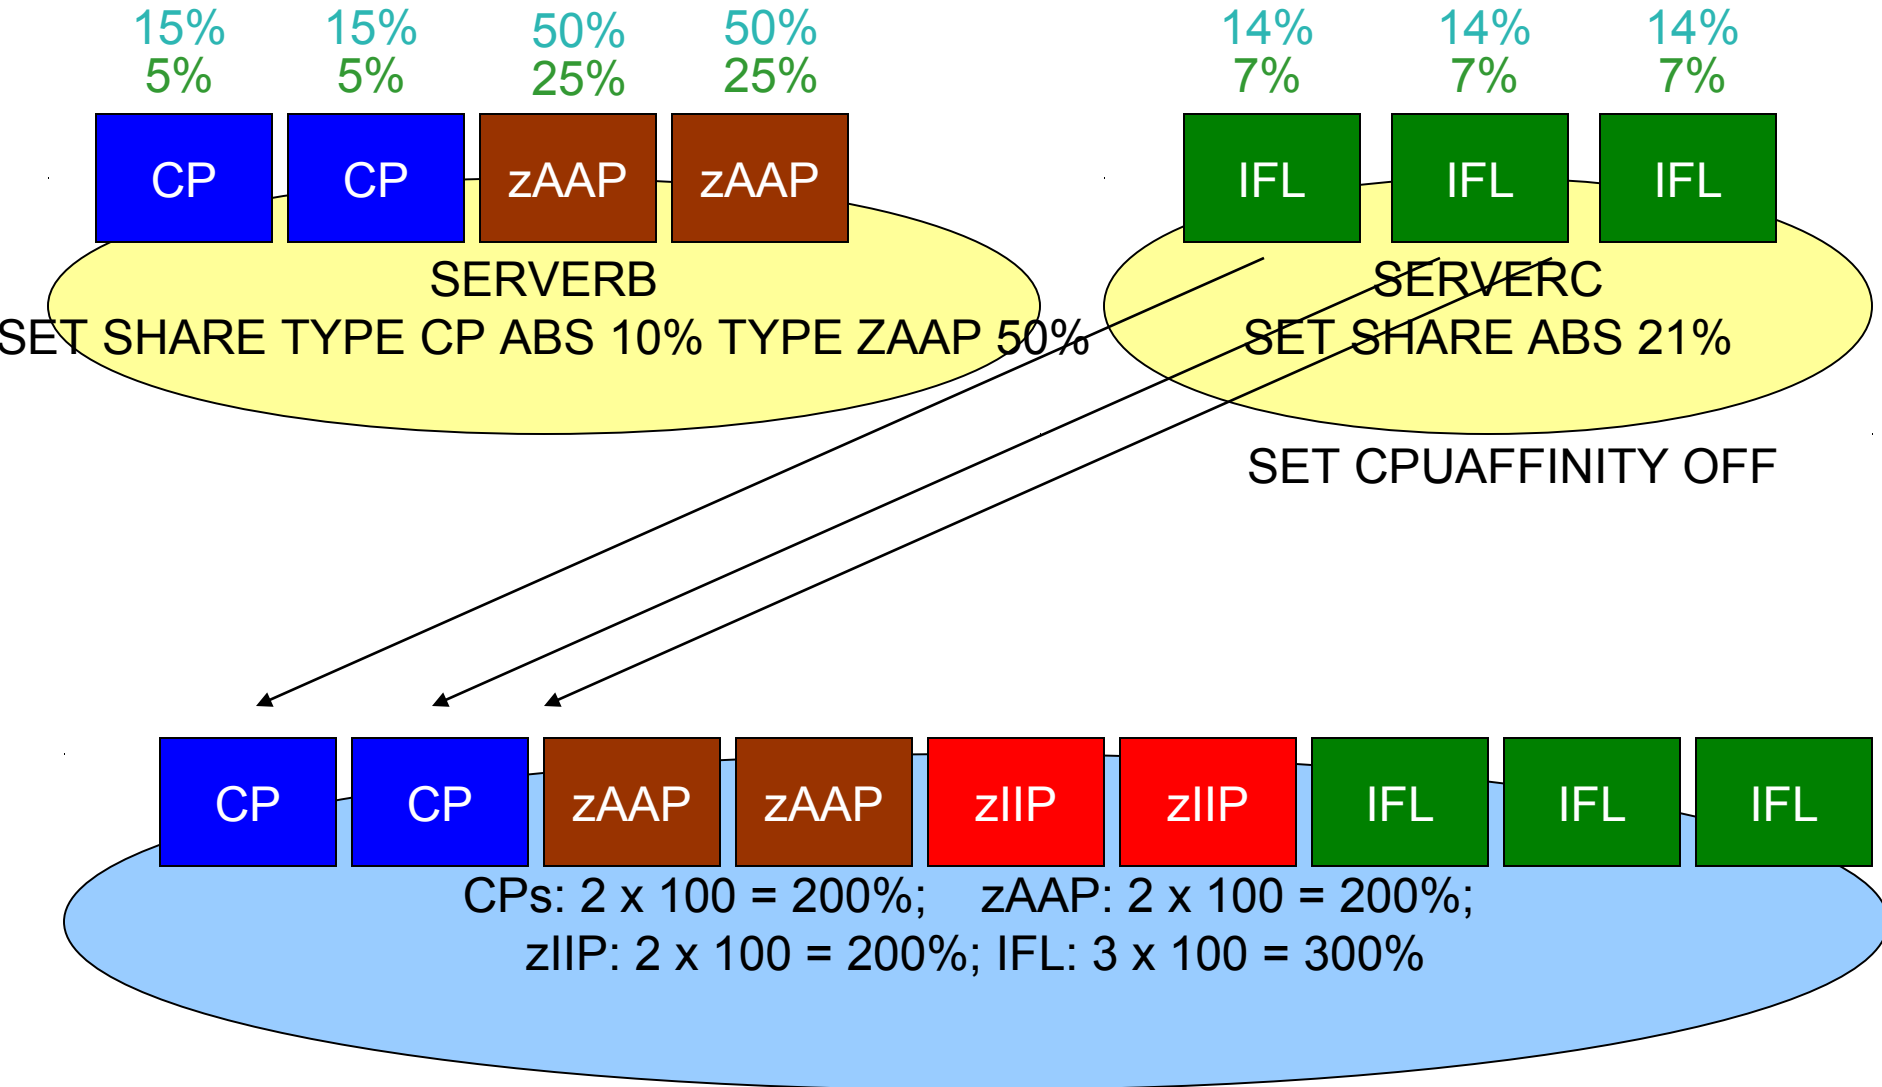 15% 15% 50% 50% 14% 14% 14%
5% 5% 25% 25% 7% 7% 7%
CP CP zAAP zAAP IFL IFL IFL
SERVERB
SET SHARE TYPE CP ABS 10% TYPE ZAAP 50%
SERVERC
SET SHARE ABS 21%
SET CPUAFFINITY OFF
CP CP zAAP zAAP zIIP zIIP IFL IFL IFL
CPs: 2 x 100 = 200%; zAAP: 2 x 100 = 200%;
zIIP: 2 x 100 = 200%; IFL: 3 x 100 = 300%